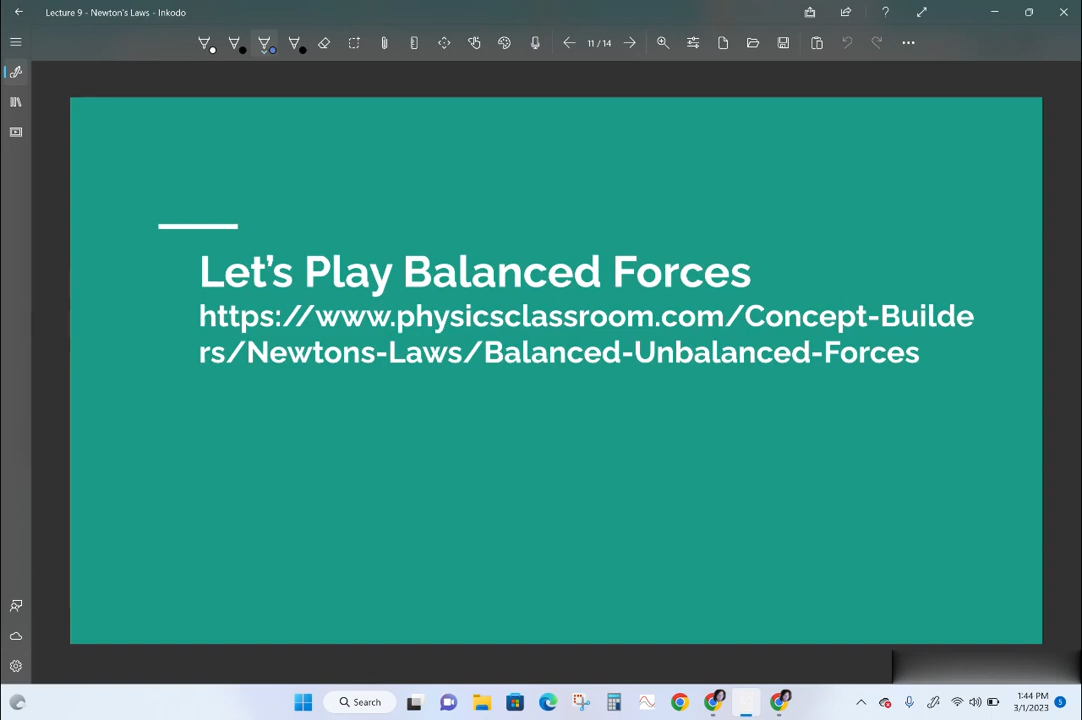 Lecture 9 - Newton's Laws - Inkodo
11 / 14
Let's Play Balanced Forces
https://www.physicsclassroom.com/Concept-Builde
rs/Newtons-Laws/Balanced-Unbalanced-Forces
Search
1:44 PM
3/1/2023
5